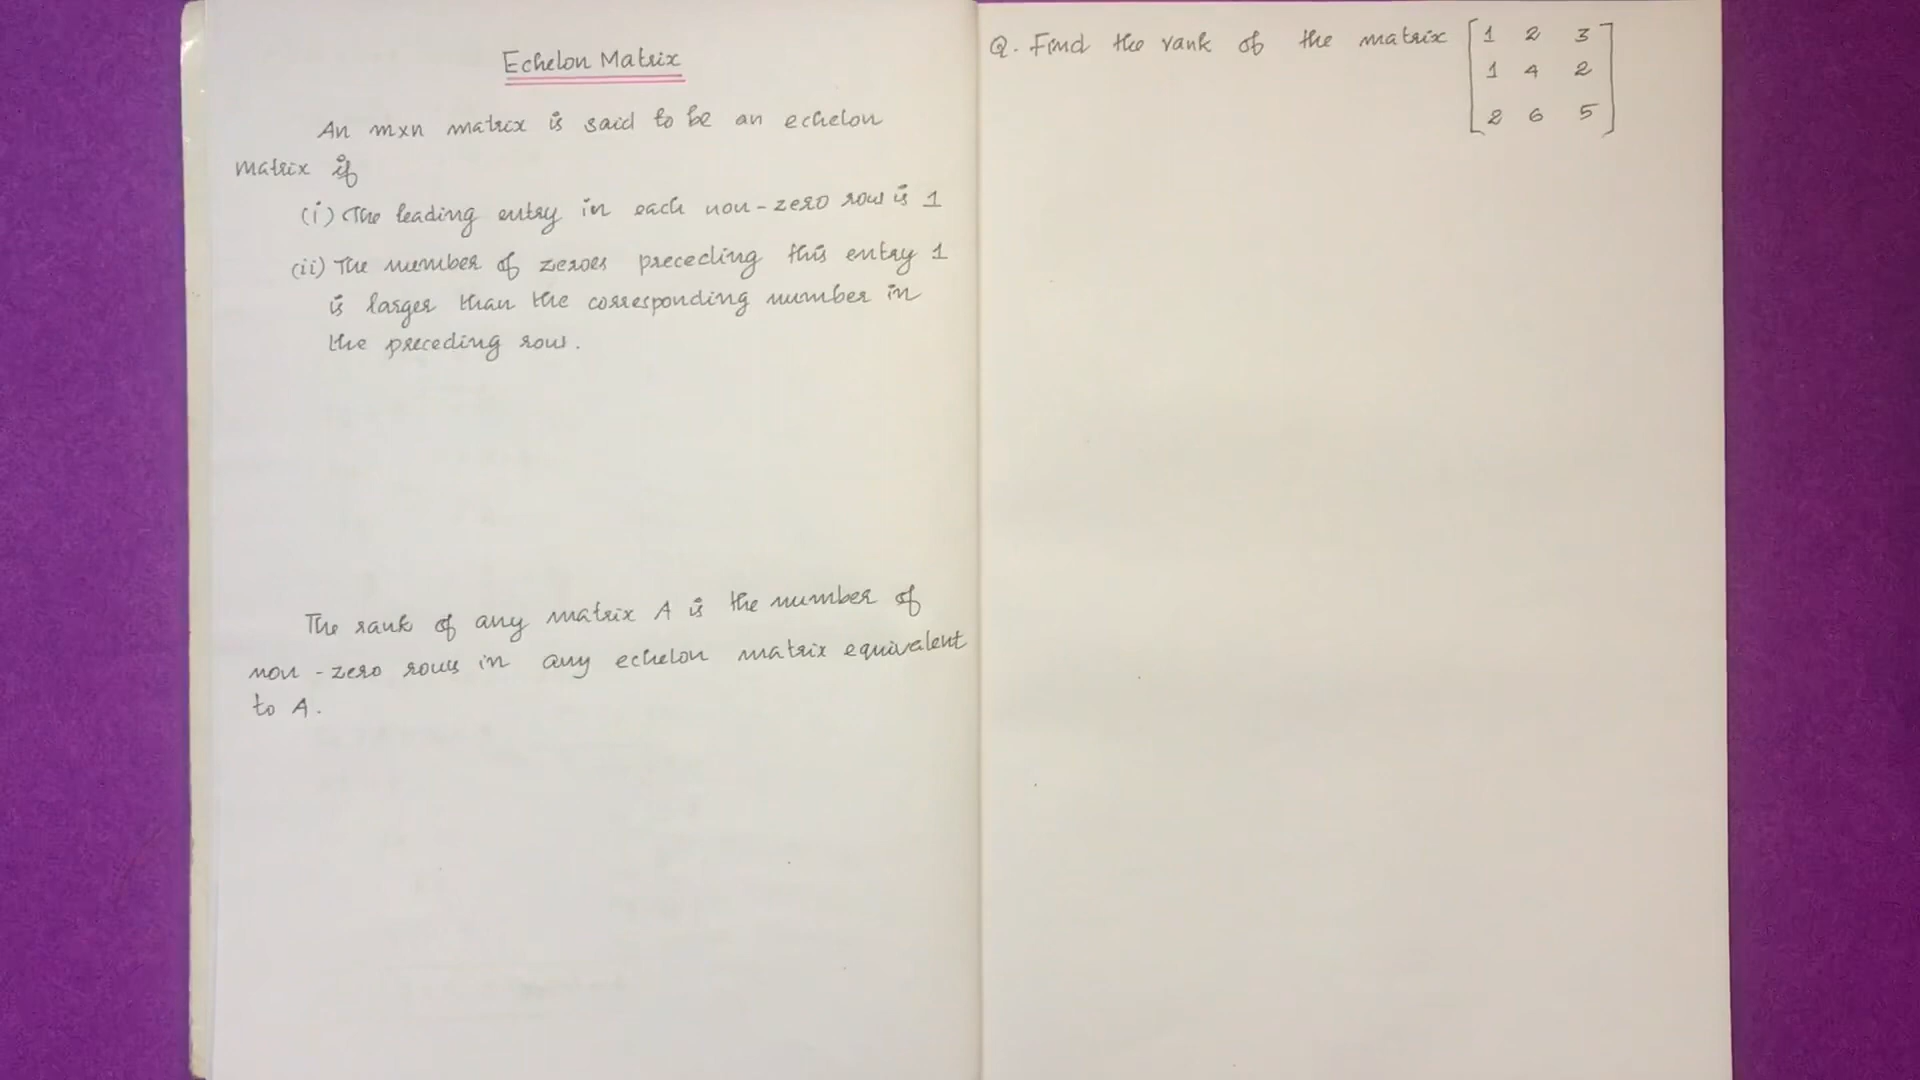 Echelon Matrix
An mxn matrix is said to be an echelon
matrix if
(i) The leading entry in each non-zero row is 1
(ii) The number of zeroes preceding this entry 1
is larger than the corresponding number in
the preceding row.
The rank of any matrix A is the number of
non-zero rows in any echelon matrix equivalent
to A.
Q. Find the rank of the matrix [1 2 3
1 4 2
2 6 5]